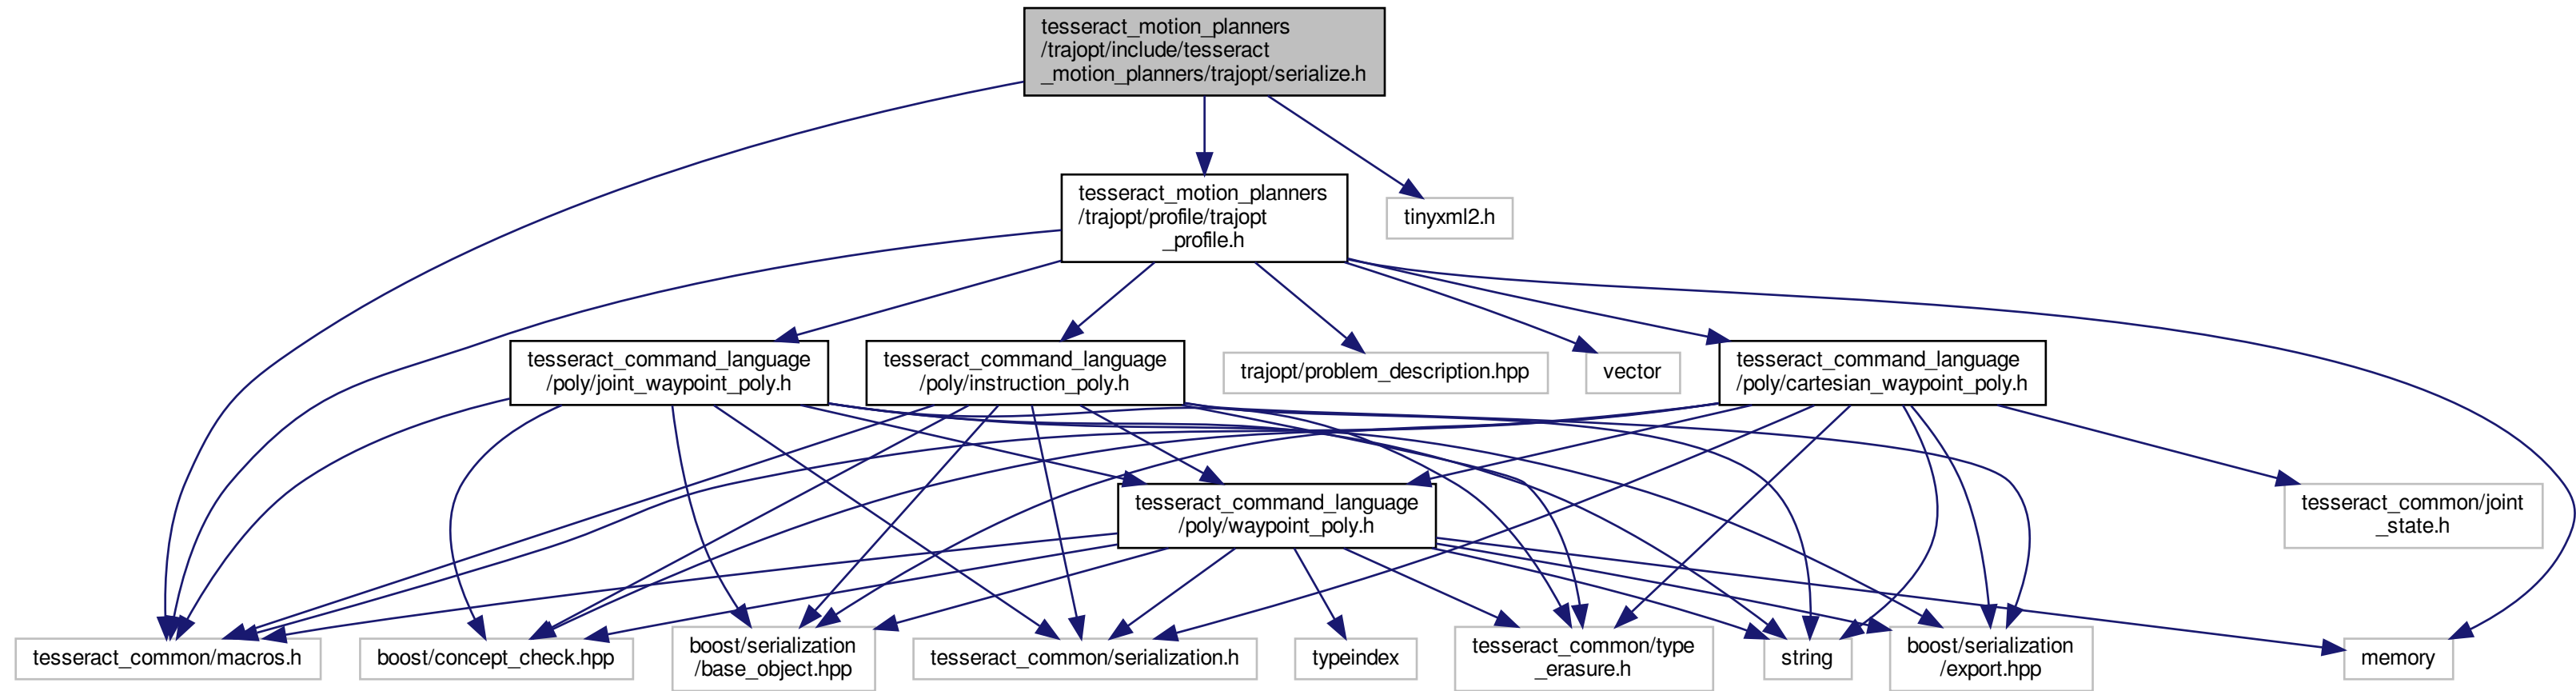 tesseract_motion_planners
/trajopt/include/tesseract
_motion_planners/trajopt/serialize.h
tesseract_motion_planners
/trajopt/profile/trajopt
_profile.h
tinyxml2.h
tesseract_command_language
/poly/joint_waypoint_poly.h
tesseract_command_language
/poly/instruction_poly.h
trajopt/problem_description.hpp
vector
tesseract_command_language
/poly/cartesian_waypoint_poly.h
tesseract_command_language
/poly/waypoint_poly.h
tesseract_common/joint
_state.h
tesseract_common/macros.h
boost/concept_check.hpp
boost/serialization
/base_object.hpp
tesseract_common/serialization.h
typeindex
tesseract_common/type
_erasure.h
string
boost/serialization
/export.hpp
memory